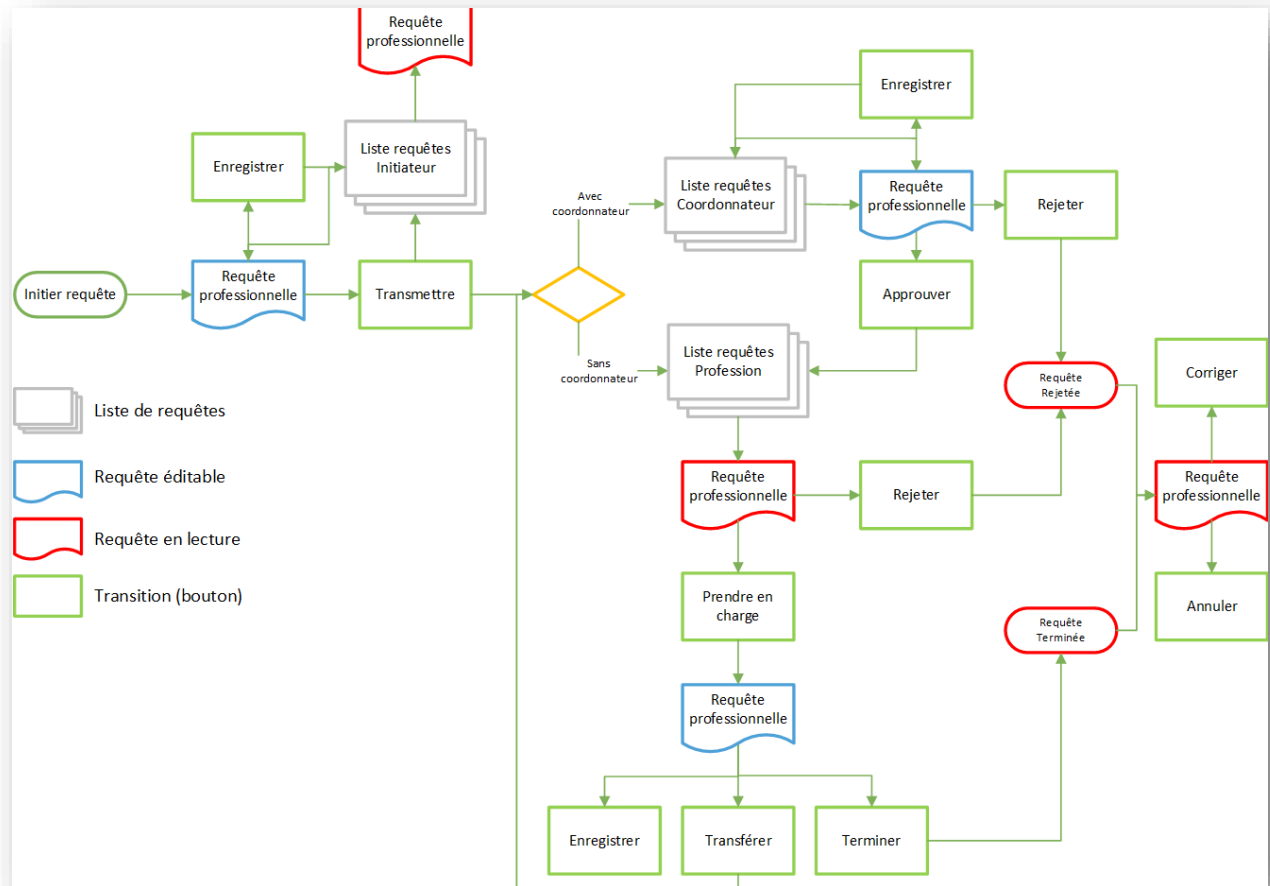 Requête
professionnelle
Enregistrer
Liste requêtes
Initiateur
Enregistrer
Avec
coordonnateur
Liste requêtes
Coordonnateur
Requête
professionnelle
Rejeter
Initier requête
Requête
professionnelle
Transmettre
Approuver
Sans
coordonnateur
Liste requêtes
Profession
Requête
Rejetée
Corriger
Liste de requêtes
Requête éditable
Requête en lecture
Transition (bouton)
Requête
professionnelle
Rejeter
Requête
professionnelle
Prendre en
charge
Annuler
Requête
Terminée
Requête
professionnelle
Enregistrer
Transférer
Terminer